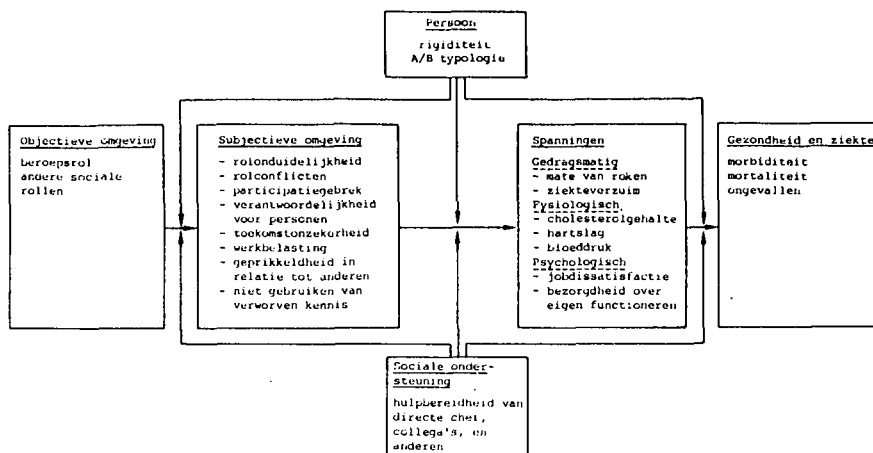 Persoon
rigiditeit
A/B typologie
Objectieve omgeving
beroepsrol
andere sociale
rollen
Subjectieve omgeving
- rolonduidelijkheid
- rolconflicten
- participatiegebrek
- verantwoordelijkheid
voor personen
- toekomstonzekerheid
- werkbelasting
- geprikkeldheid in
relatie tot anderen
- niet gebruiken van
verworven kennis
Spanningen
Gedragsmatig
- mate van roken
- ziekteverzuim
Fysiologisch
- cholesterolgehalte
- hartslag
- bloeddruk
Psychologisch
- jobdissatisfactie
- bezorgdheid over
eigen functioneren
Gezondheid en ziekte
morbiditeit
mortaliteit
ongevallen
Sociale onder-
steuning
hulpbereidheid van
directe chef,
collega's, en
anderen